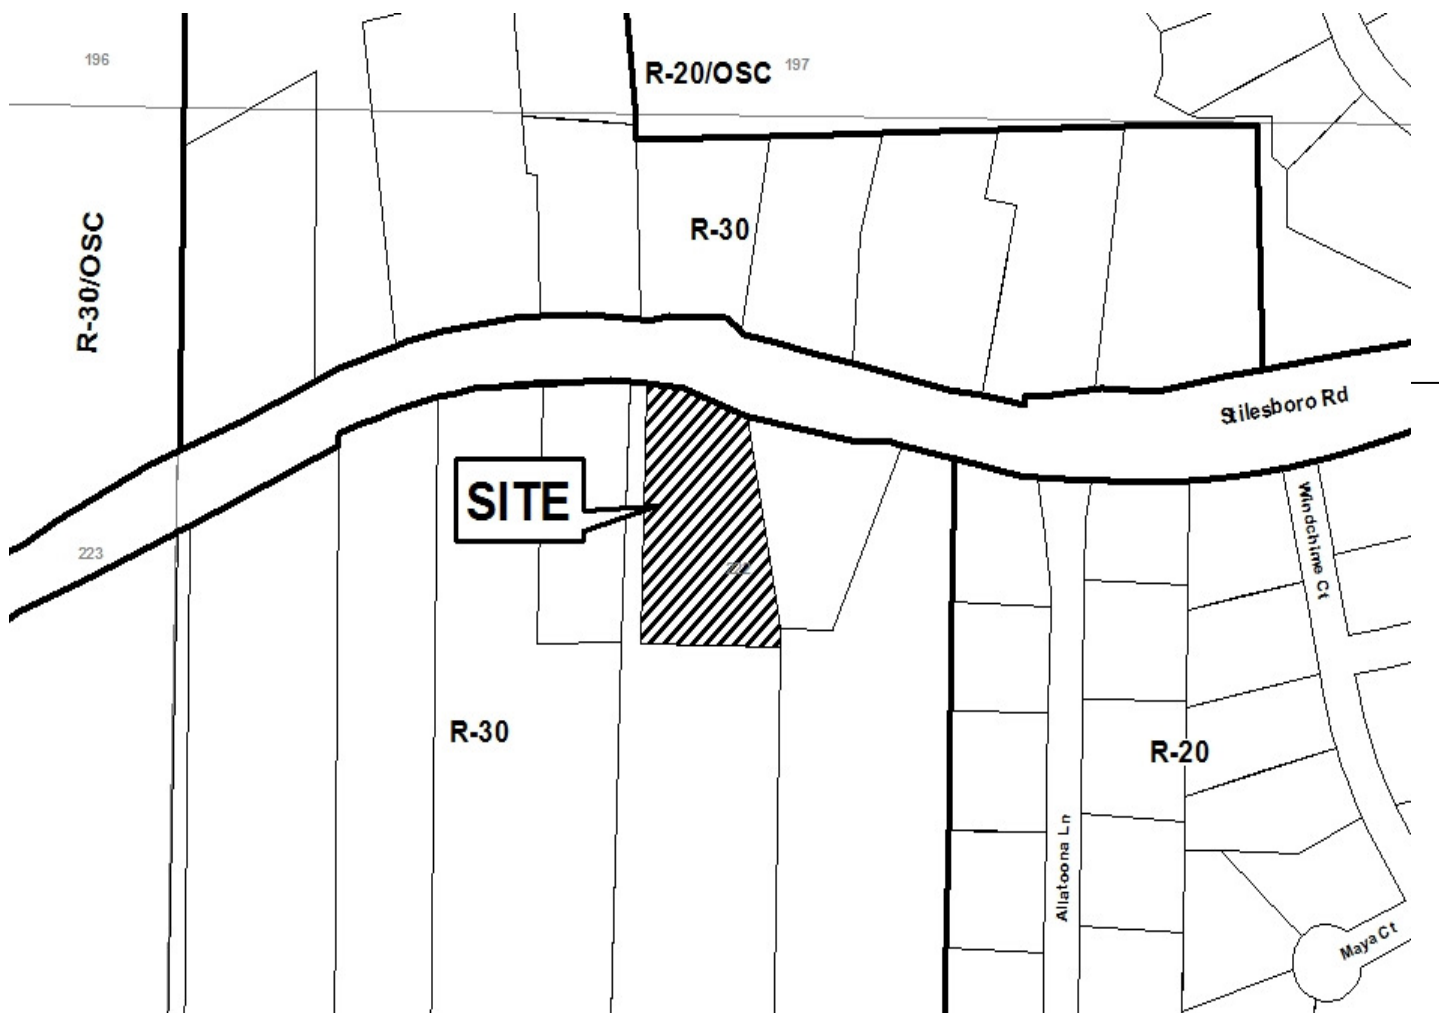 196
R-20/OSC
197
R-30
R-30/OSC
Stilesboro Rd
SITE
223
222
Windchime Ct
R-30
R-20
Allatoona Ln
Maya Ct